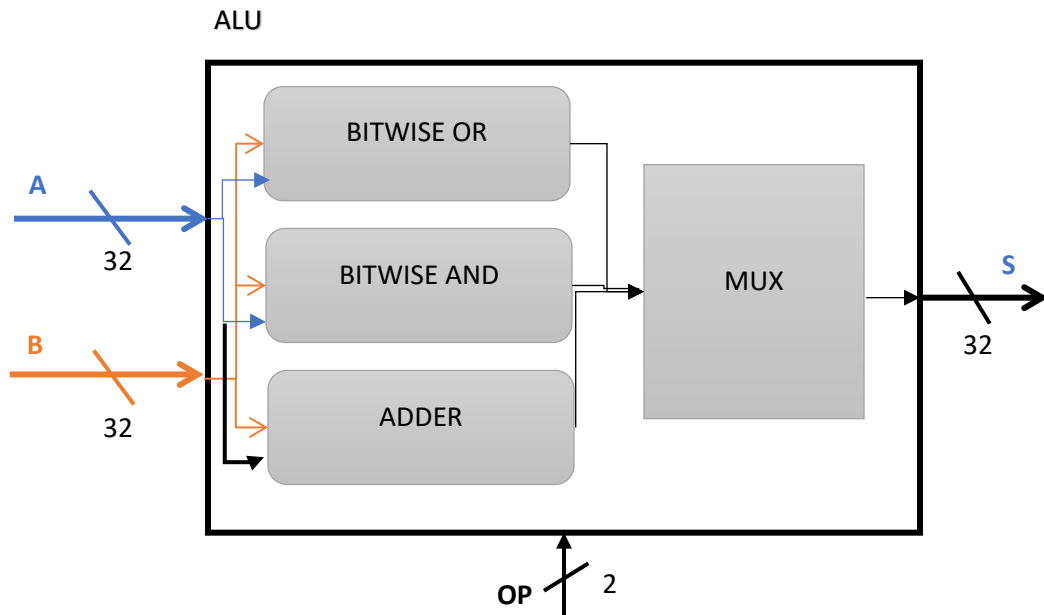 ALU
BITWISE OR
A
32
BITWISE AND
MUX
S
32
B
32
ADDER
OP
2